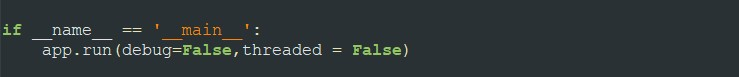 if __name__ == '__main__':
    app.run(debug=False,threaded = False)